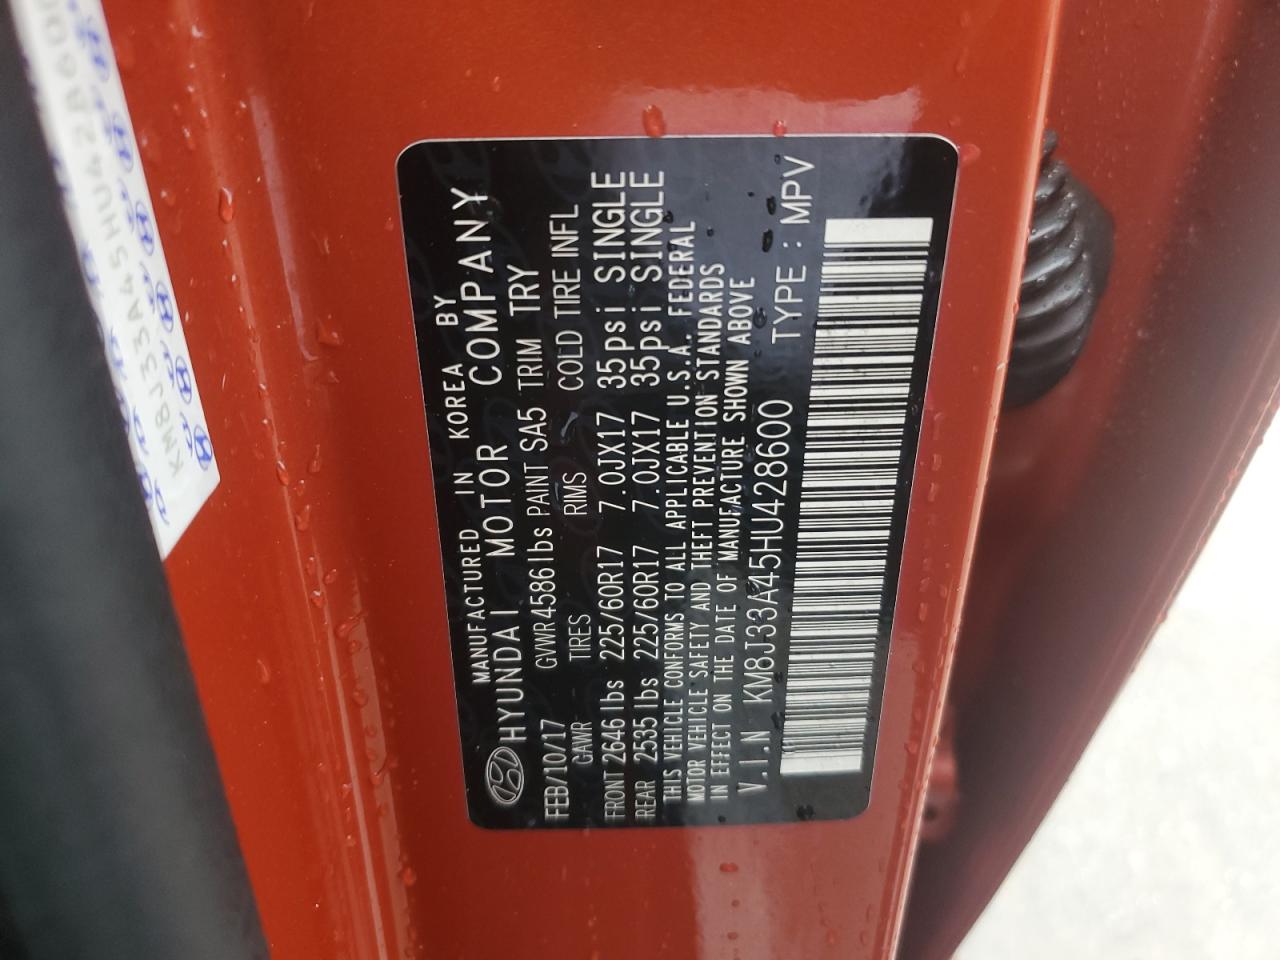 MANUFACTURED IN KOREA BY
HYUNDAI MOTOR COMPANY
FEB/10/17 GVWR 4586 lbs PAINT SA5 TRIM TRY
GAWR TIRES RIMS COLD TIRE INFL
FRONT 2646 lbs 225/60R17 7.0JX17 35psi SINGLE
REAR 2535 lbs 225/60R17 7.0JX17 35psi SINGLE
THIS VEHICLE CONFORMS TO ALL APPLICABLE U.S.A. FEDERAL
MOTOR VEHICLE SAFETY AND THEFT PREVENTION STANDARDS
IN EFFECT ON THE DATE OF MANUFACTURE SHOWN ABOVE
V.I.N KM8J33A45HU428600 TYPE : MPV
KM8J33A45HU428600